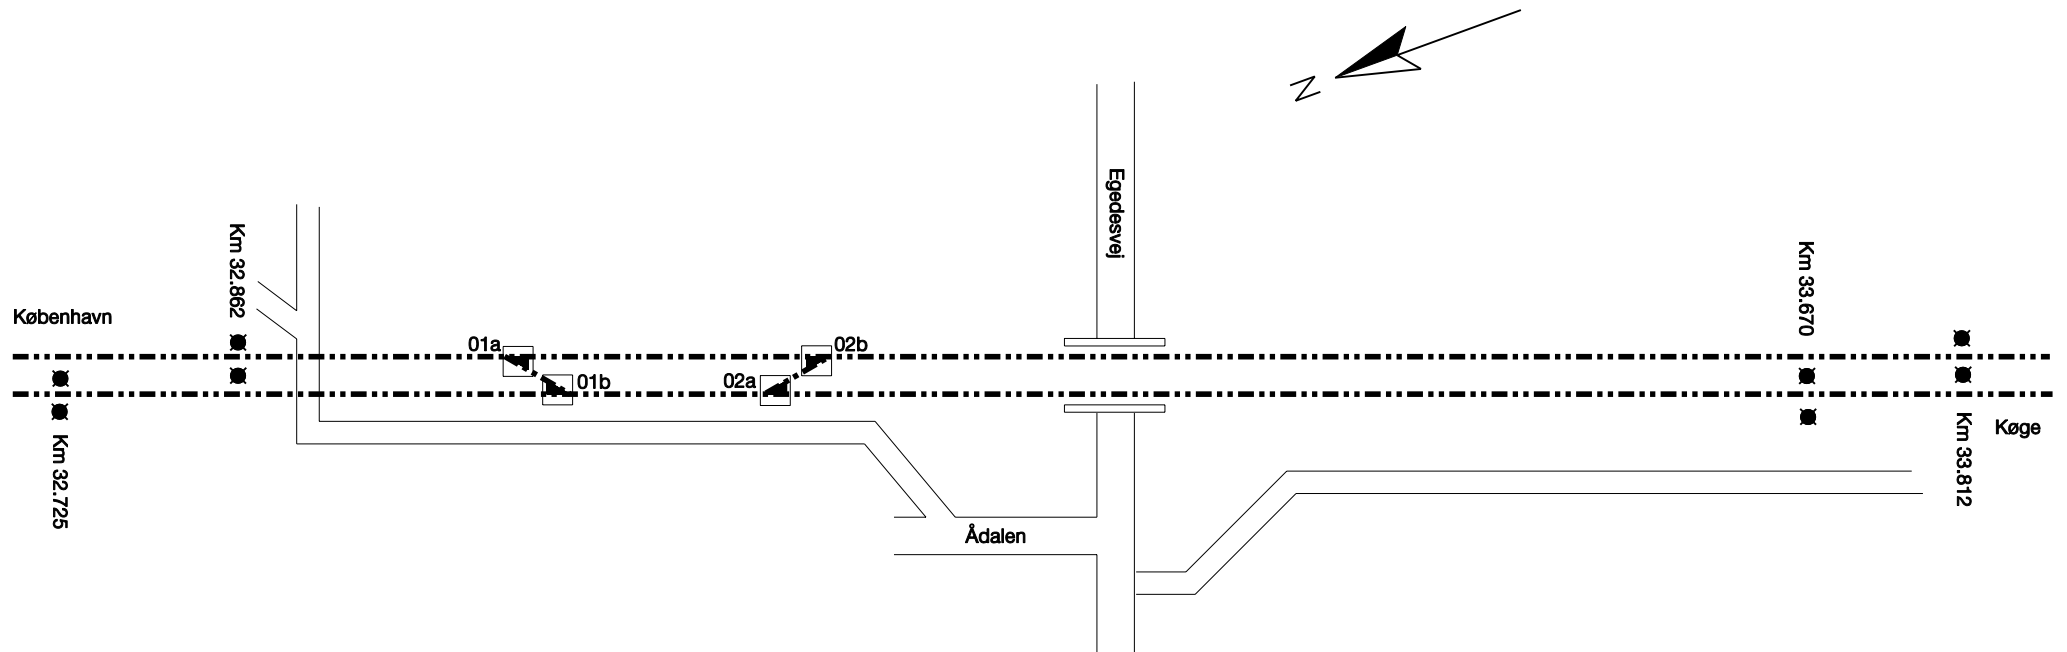 N
Egedesvej
Km 32.862
Km 33.670
København
01a
02b
01b
02a
Køge
Km 32.725
Km 33.812
Ådalen